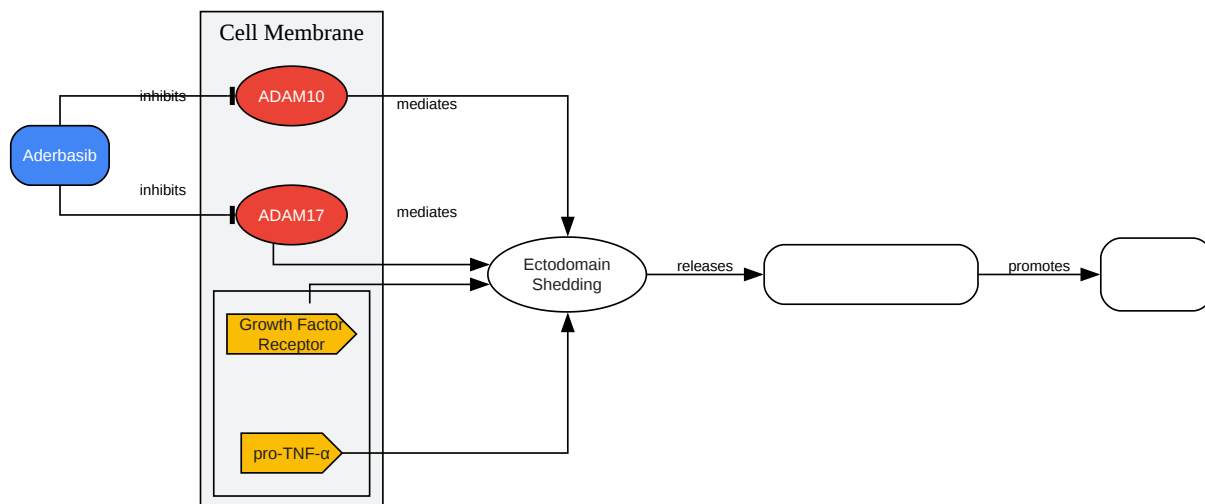 Cell Membrane
inhibits
ADAM10
mediates
Aderbasib
inhibits
ADAM17
mediates
Ectodomain
Shedding
releases
promotes
Growth Factor
Receptor
pro-TNF-α